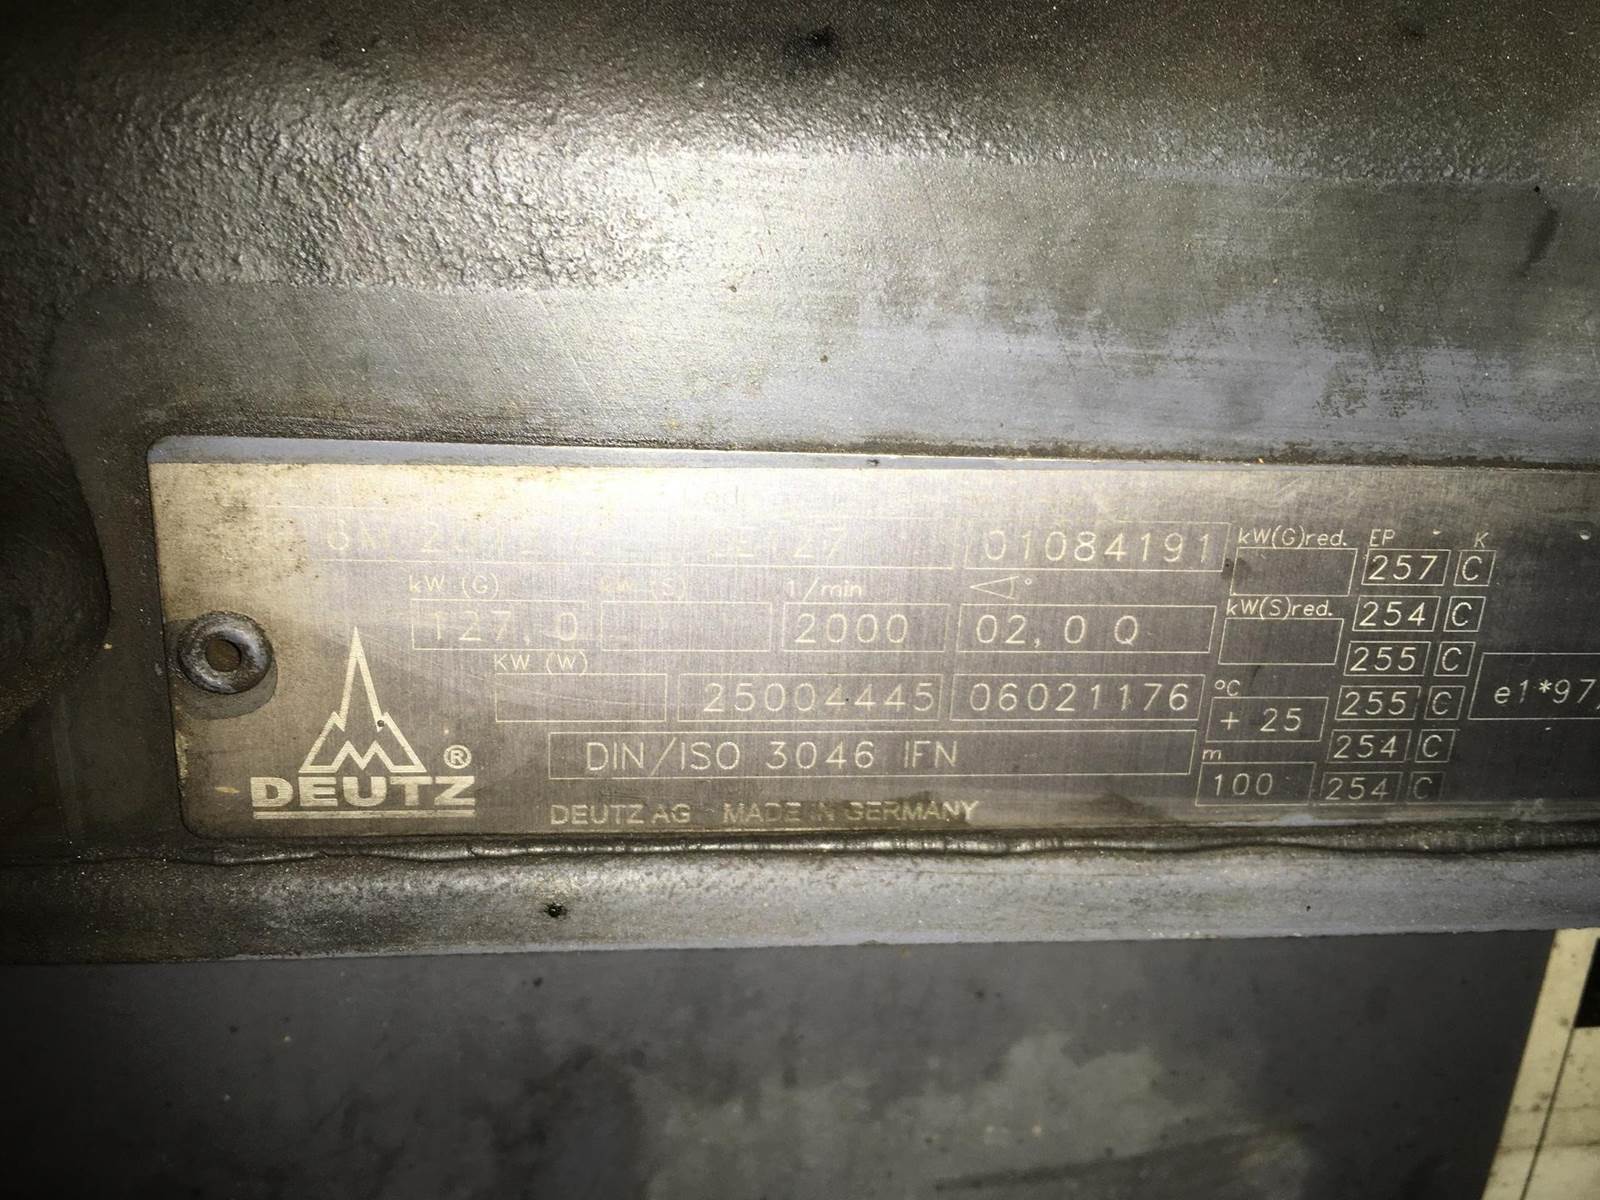 01084191 kW(G)red. EP K
257 C
kW (G) kW (S) 1/min °
127,0 2000 02,0 Q kW(S)red. 254 C
KW (W) 255 C
25004445 06021176 °C 255 C e1*97/
+ 25
DIN/ISO 3046 IFN m 254 C
100 254 C
DEUTZ ®
DEUTZ AG MADE IN GERMANY